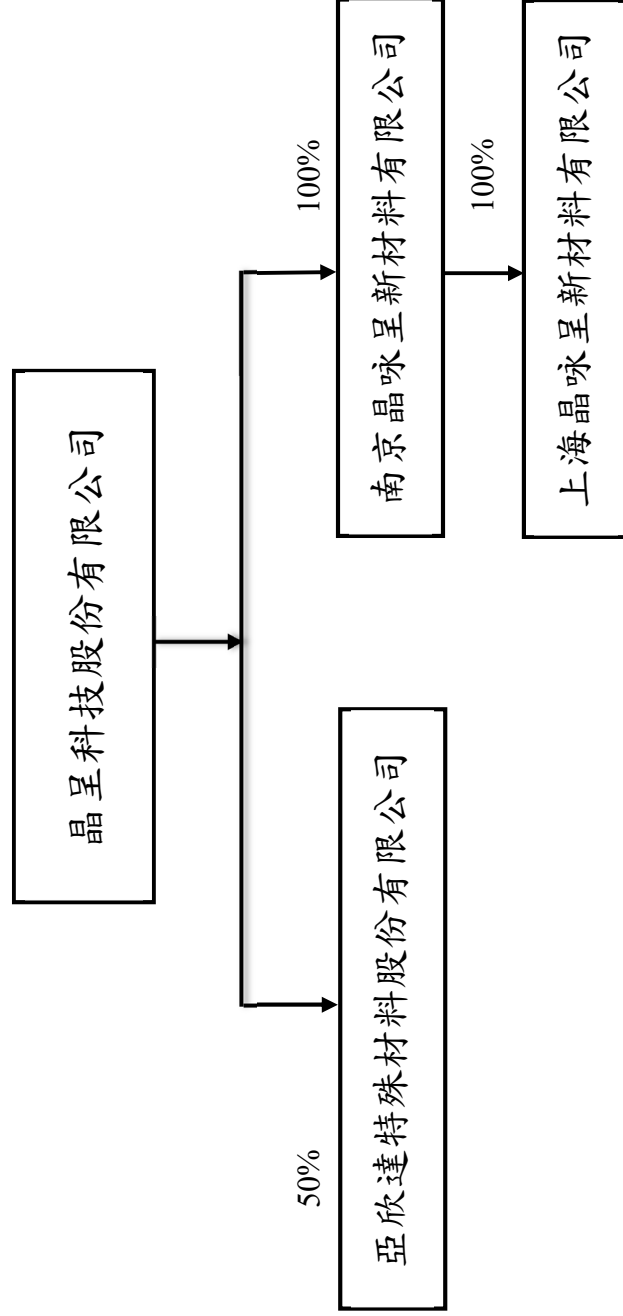 晶呈科技股份有限公司
50%
100%
亞欣達特殊材料股份有限公司
南京晶咏呈新材料有限公司
100%
上海晶咏呈新材料有限公司